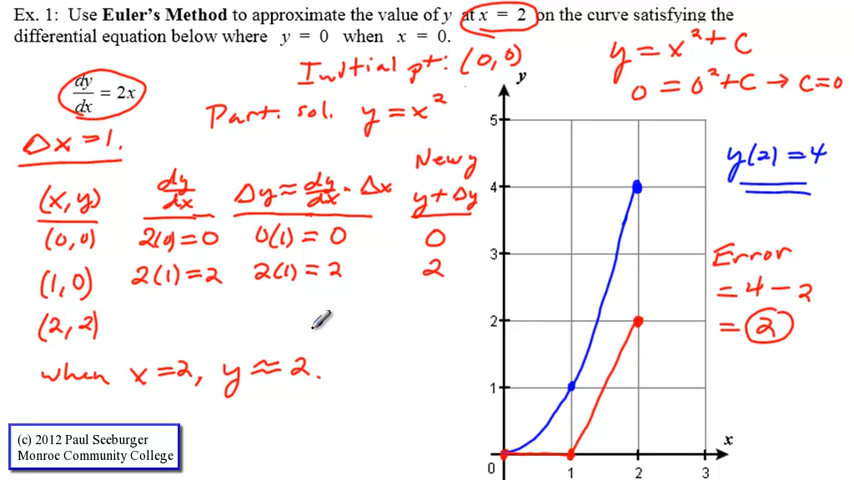 Ex. 1: Use Euler's Method to approximate the value of y at x = 2 on the curve satisfying the
differential equation below where y = 0 when x = 0.
Initial pt: (0, 0)
y = x² + C
0 = 0² + C → C=0
dy/dx = 2x
Part. sol. y = x²
Δx = 1.
y(2) = 4
New y
(x, y) dy/dx Δy ≈ dy/dx · Δx y + Δy
(0, 0) 2(0) = 0 0(1) = 0 0
(1, 0) 2(1) = 2 2(1) = 2 2
(2, 2)
when x = 2, y ≈ 2.
Error
= 4 - 2
= 2
y
5
4
3
2
1
0 1 2 3
x
(c) 2012 Paul Seeburger
Monroe Community College